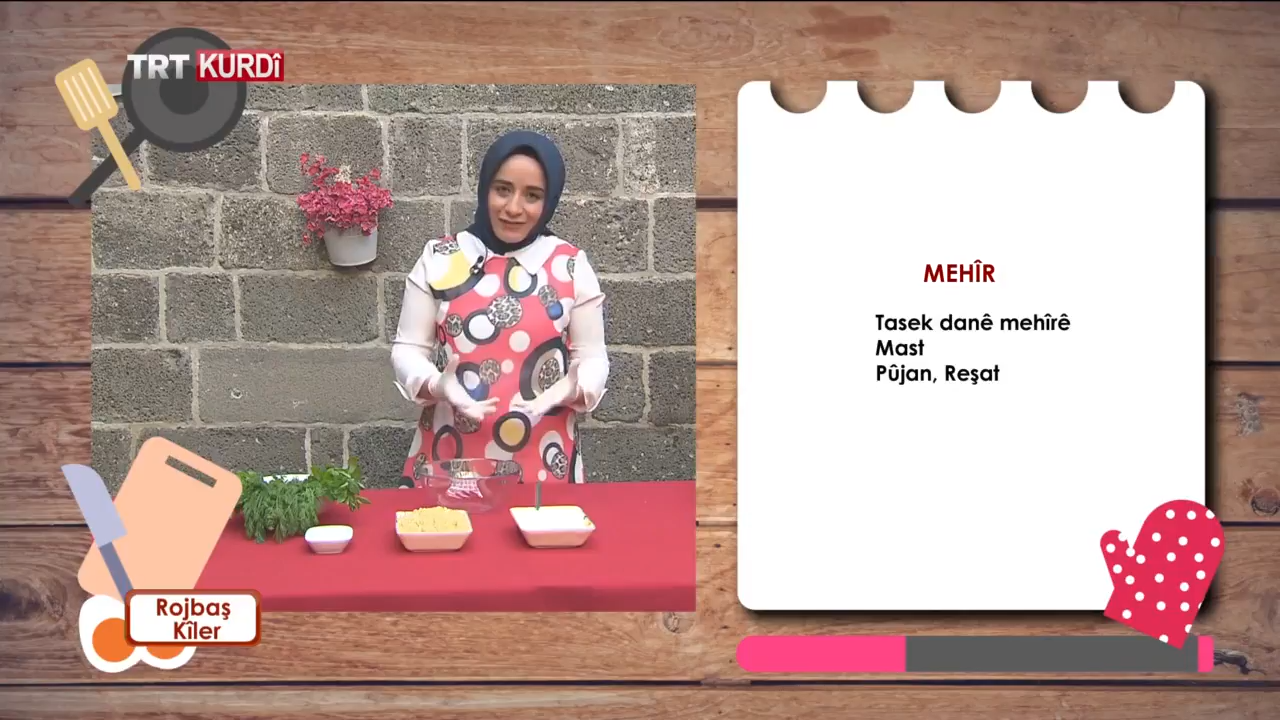 TRT KURDî
MEHÎR
Tasek danê mehîrê
Mast
Pûjan, Reşat
Rojbaş
Kîler